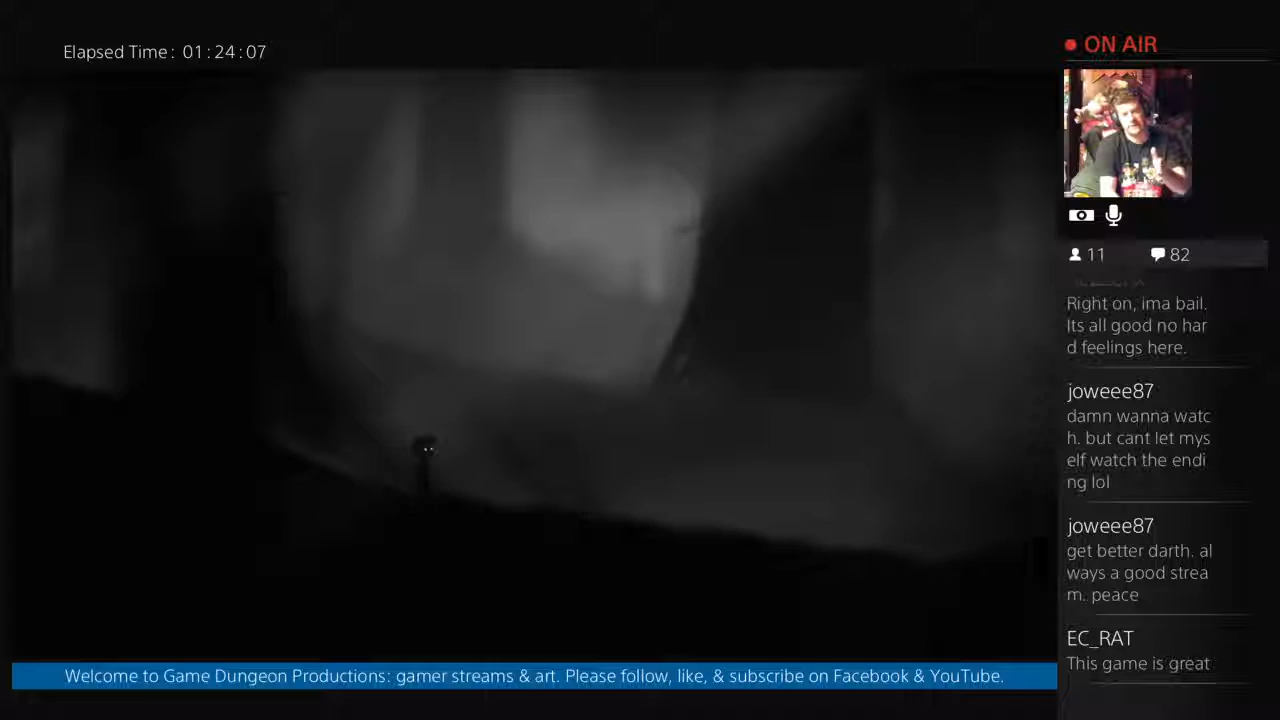 Elapsed Time: 01:24:07
ON AIR
11 82
Right on, ima bail.
Its all good no har
d feelings here.
joweee87
damn wanna watc
h. but cant let mys
elf watch the endi
ng lol
joweee87
get better darth. al
ways a good strea
m. peace
EC_RAT
This game is great
Welcome to Game Dungeon Productions: gamer streams & art. Please follow, like, & subscribe on Facebook & YouTube.